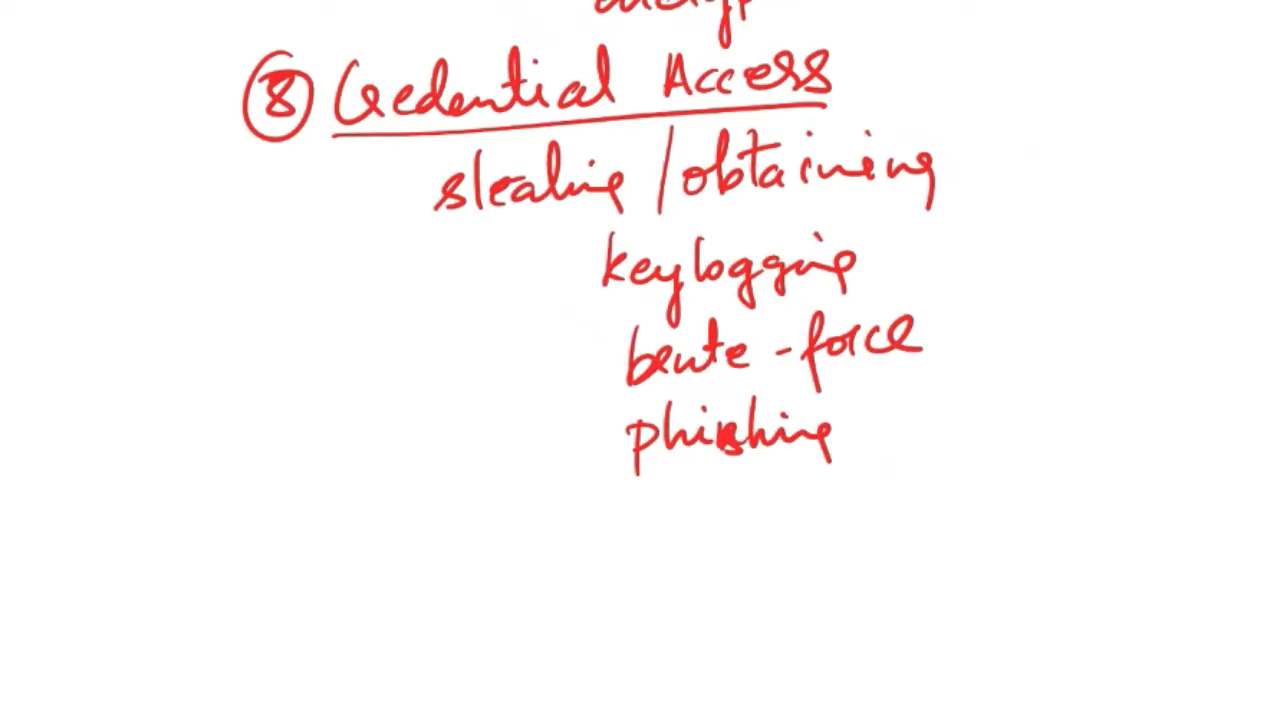 ⑧ Credential Access
stealing / obtaining
keylogging
brute - force
phishing